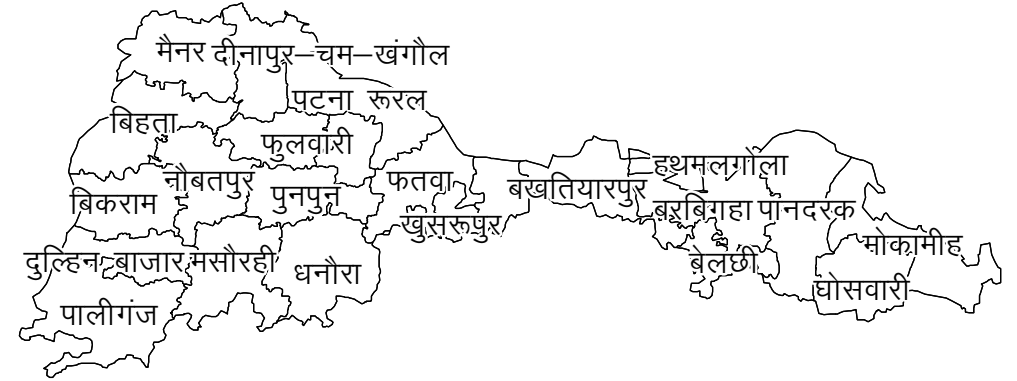 मैनर दीनापुर–चम–खंगौल
पटना रूरल
बिहता
फुलवारी
हथमलगोला
नौबतपुर
फतवा
बखतियारपुर
बिकराम
पुनपुन
बरबिगहा
पानदरक
खुसरूपुर
मोकामीह
दुल्हिन बाजार
मसौरही
बेलछी
धनौरा
घोसवारी
पालीगंज